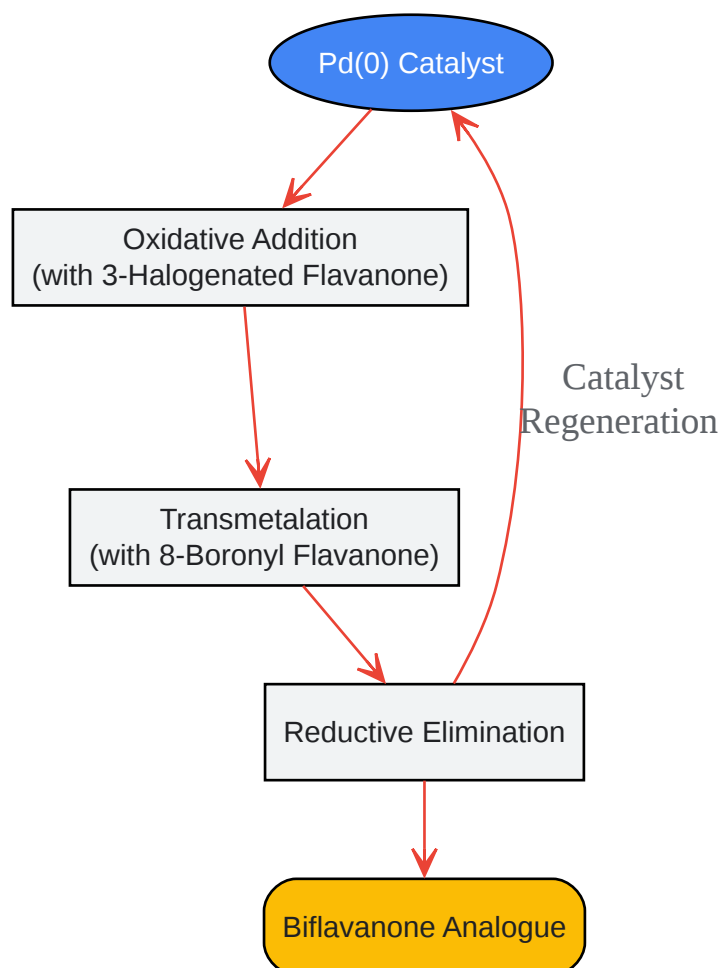 Pd(0) Catalyst
Oxidative Addition
(with 3-Halogenated Flavanone)
Catalyst
Regeneration
Transmetalation
(with 8-Boronyl Flavanone)
Reductive Elimination
Biflavanone Analogue